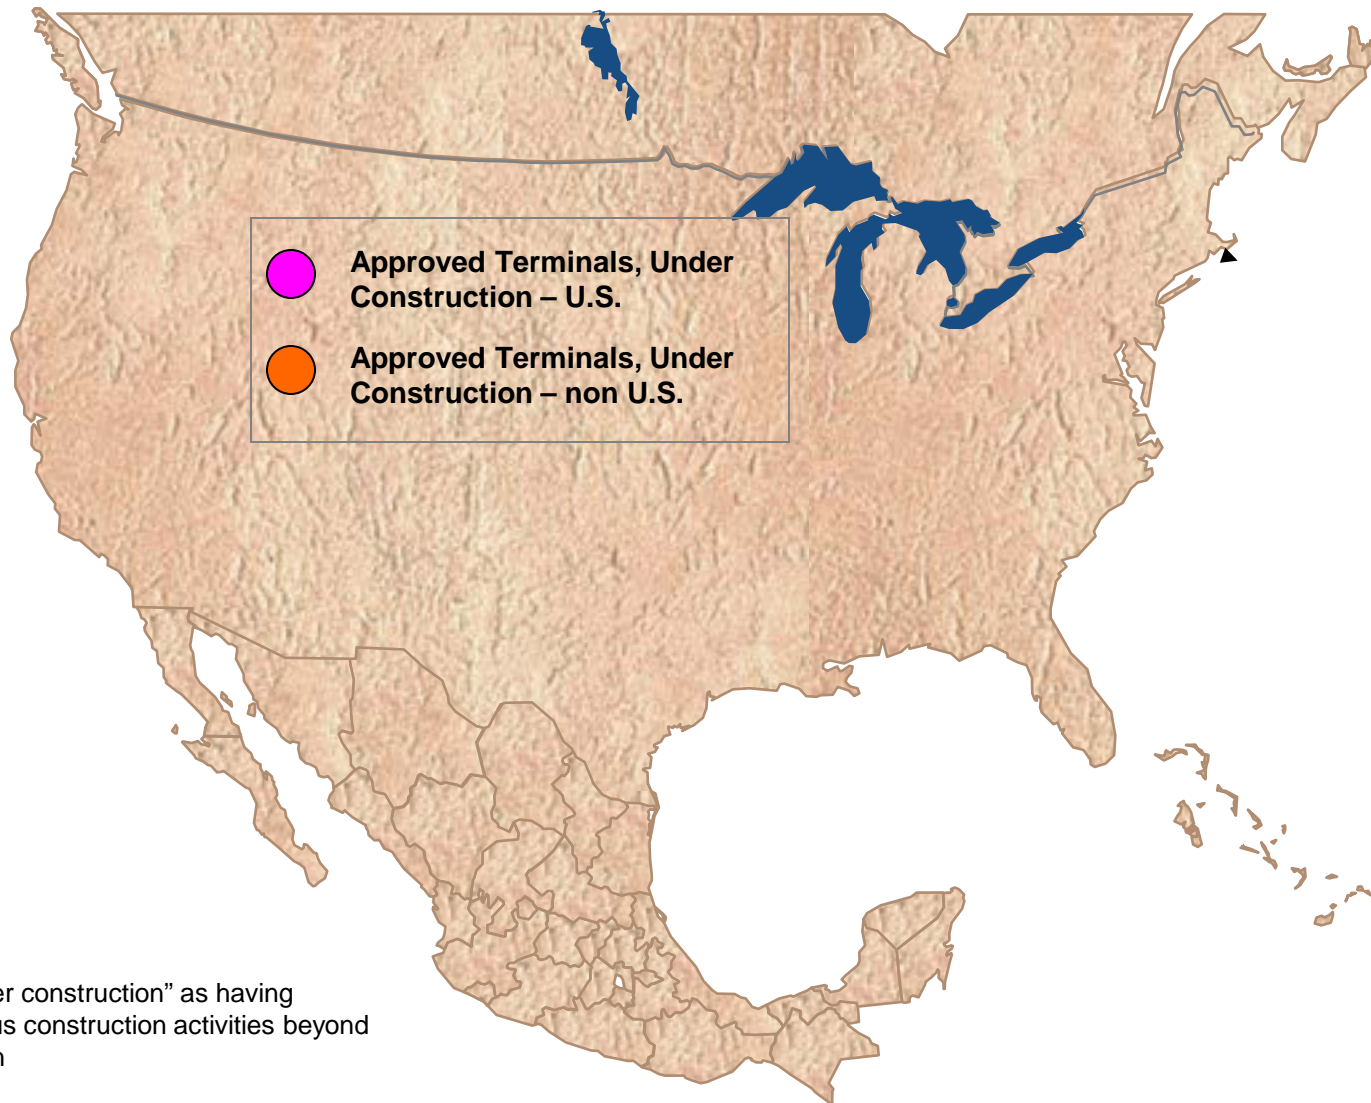 Approved Terminals, Under
Construction – U.S.
Approved Terminals, Under
Construction – non U.S.
er construction” as having
us construction activities beyond
n